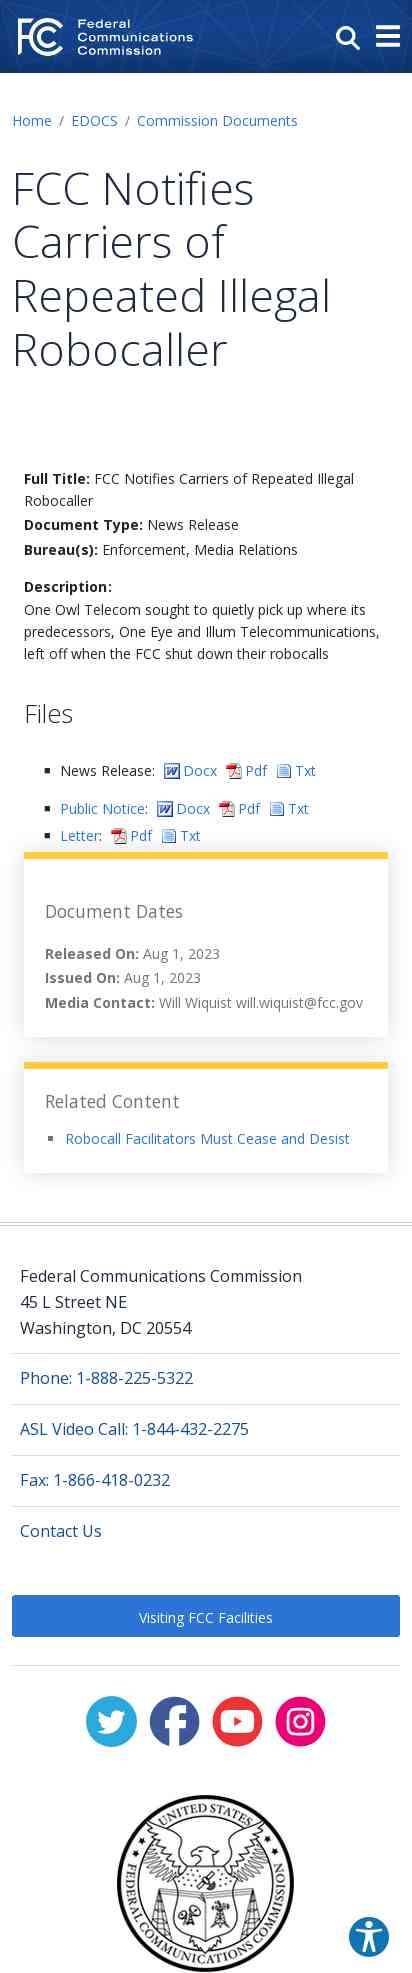 FCC Federal
Communications
Commission
Home / EDOCS / Commission Documents
FCC Notifies
Carriers of
Repeated Illegal
Robocaller
Full Title: FCC Notifies Carriers of Repeated Illegal
Robocaller
Document Type: News Release
Bureau(s): Enforcement, Media Relations
Description:
One Owl Telecom sought to quietly pick up where its
predecessors, One Eye and Illum Telecommunications,
left off when the FCC shut down their robocalls
Files
News Release: Docx Pdf Txt
Public Notice: Docx Pdf Txt
Letter: Pdf Txt
Document Dates
Released On: Aug 1, 2023
Issued On: Aug 1, 2023
Media Contact: Will Wiquist will.wiquist@fcc.gov
Related Content
Robocall Facilitators Must Cease and Desist
Federal Communications Commission
45 L Street NE
Washington, DC 20554
Phone: 1-888-225-5322
ASL Video Call: 1-844-432-2275
Fax: 1-866-418-0232
Contact Us
Visiting FCC Facilities
UNITED STATES
FEDERAL COMMUNICATIONS COMMISSION